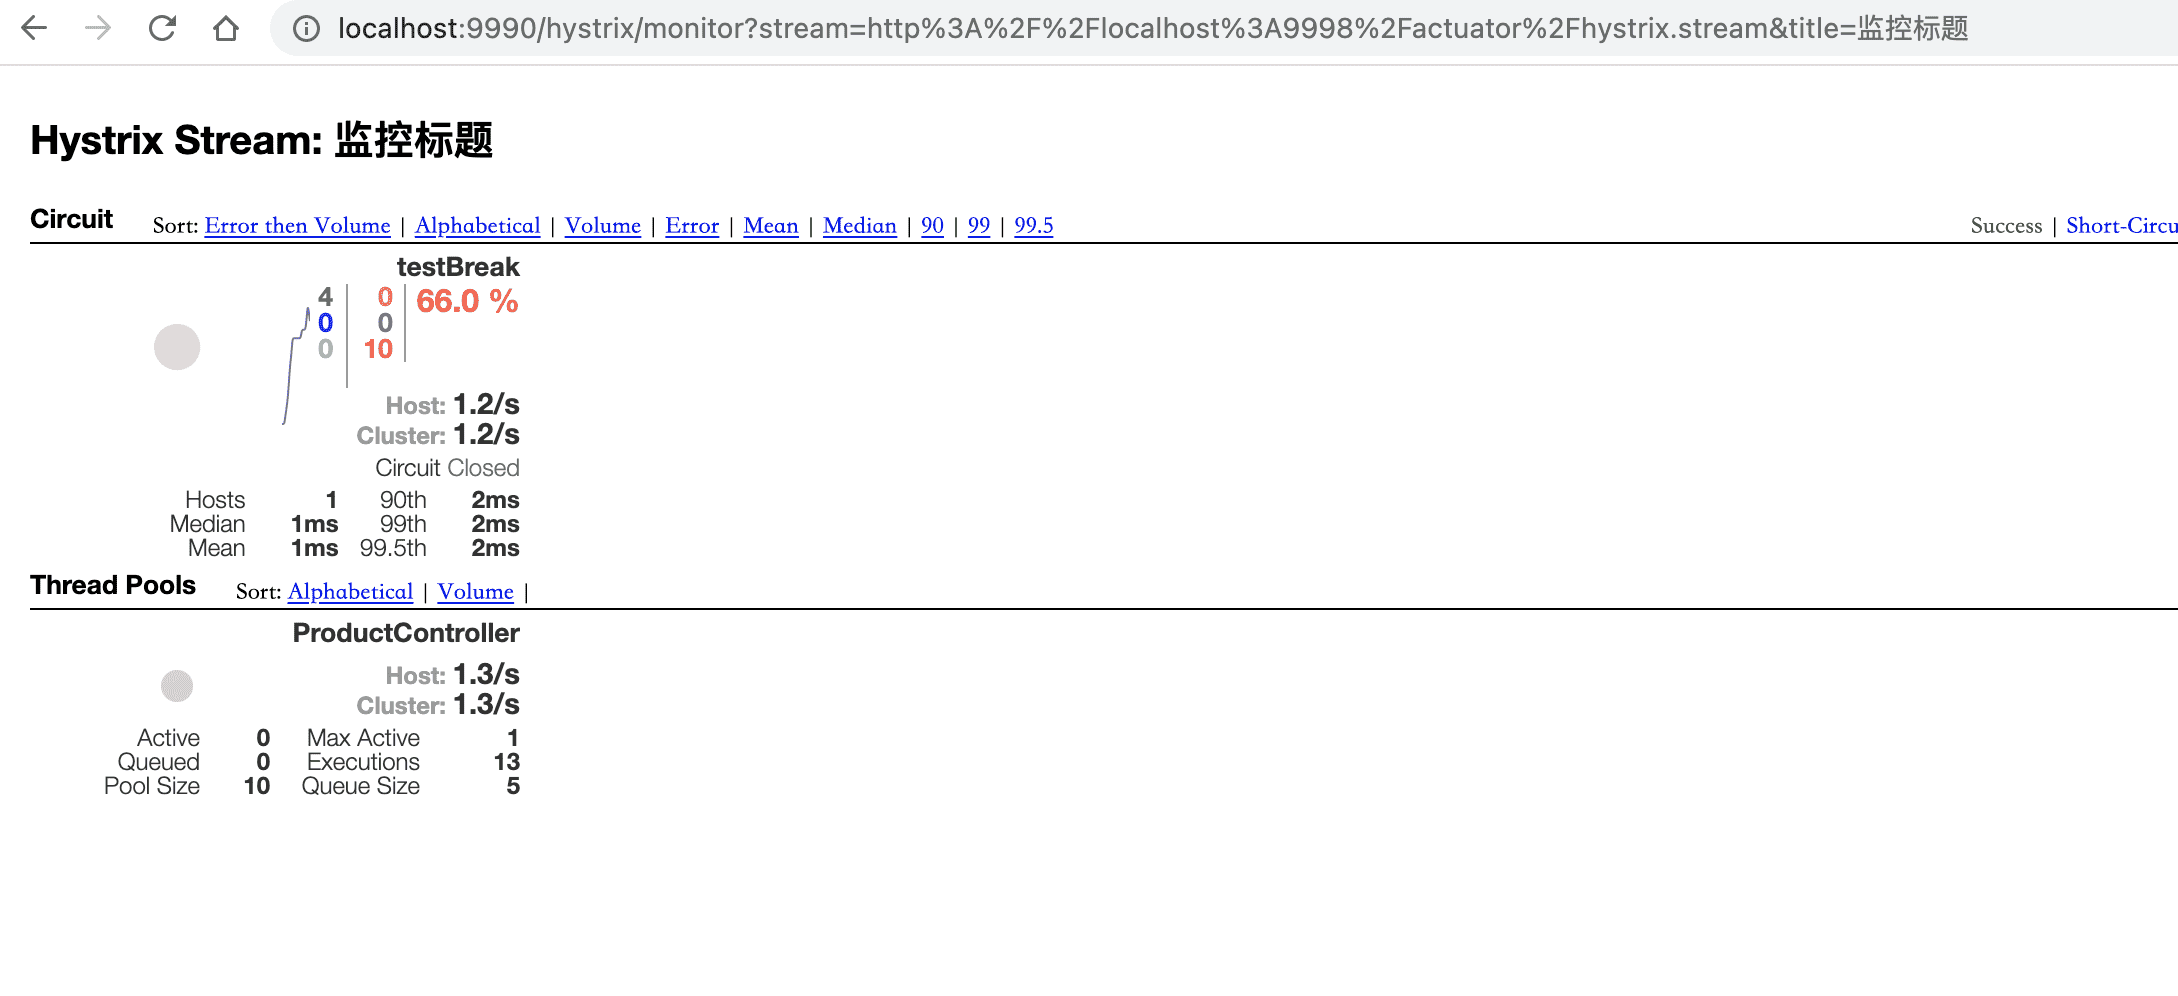 localhost:9990/hystrix/monitor?stream=http%3A%2F%2Flocalhost%3A9998%2Factuator%2Fhystrix.stream&title=监控标题
Hystrix Stream: 监控标题
Circuit Sort: Error then Volume | Alphabetical | Volume | Error | Mean | Median | 90 | 99 | 99.5 Success | Short-Circu
testBreak
4 0 66.0 %
0 0
0 10
Host: 1.2/s
Cluster: 1.2/s
Circuit Closed
Hosts 1 90th 2ms
Median 1ms 99th 2ms
Mean 1ms 99.5th 2ms
Thread Pools Sort: Alphabetical | Volume |
ProductController
Host: 1.3/s
Cluster: 1.3/s
Active 0 Max Active 1
Queued 0 Executions 13
Pool Size 10 Queue Size 5